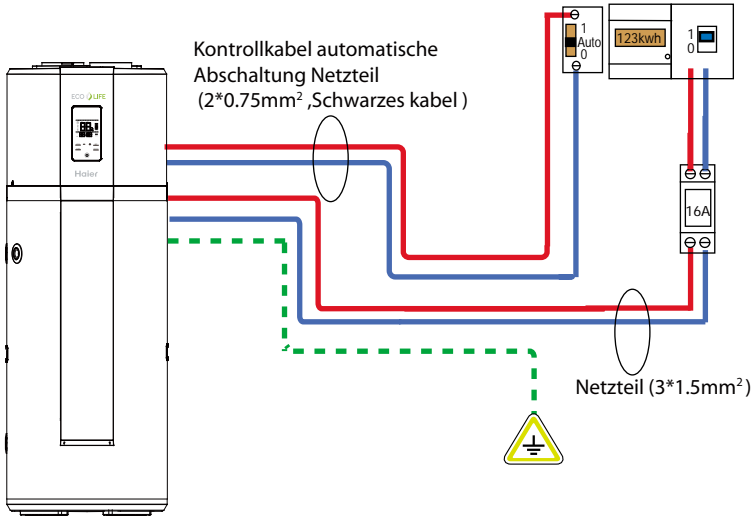 Kontrollkabel automatische
Abschaltung Netzteil
(2*0.75mm² ,Schwarzes kabel )
1
Auto
0
123kwh
1
0
ECO LIFE
Haier
16A
Netzteil (3*1.5mm²)